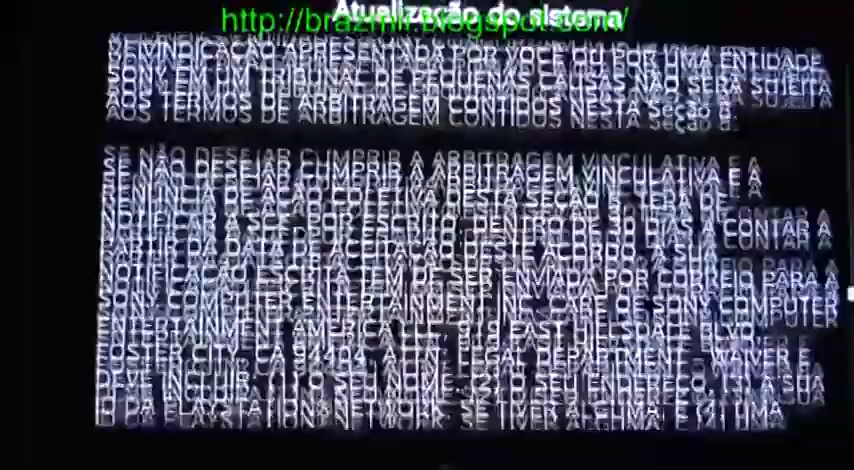 Atualização do sistema
http://brazmii.blogspot.com/
REIVINDICAÇÃO APRESENTADA POR VOCÊ OU POR UMA ENTIDADE
SONY EM UM TRIBUNAL DE PEQUENAS CAUSAS NÃO SERÁ SUJEITA
AOS TERMOS DE ARBITRAGEM CONTIDOS NESTA Seção
SE NÃO DESEJAR CUMPRIR A ARBITRAGEM VINCULATIVA E A
RENÚNCIA DE AÇÃO COLETIVA DESTA SEÇÃO TERÁ DE
NOTIFICAR A SCE POR ESCRITO DENTRO DE 30 DIAS A CONTAR A
PARTIR DA DATA DE ACEITAÇÃO DESTE ACORDO. A SUA
NOTIFICAÇÃO ESCRITA TEM DE SER ENVIADA POR CORREIO PARA A
SONY COMPUTER ENTERTAINMENT INC. CARE OF SONY COMPUTER
ENTERTAINMENT AMERICA LLC, 919 EAST HILLSDALE BLVD.
FOSTER CITY, CA 94404, ATTN: LEGAL DEPARTMENT - WAIVER E
DEVE INCLUIR: (1) O SEU NOME, (2) O SEU ENDEREÇO, (3) A SUA
ID DA PLAYSTATION NETWORK, SE TIVER ALGUMA, E (4) UMA